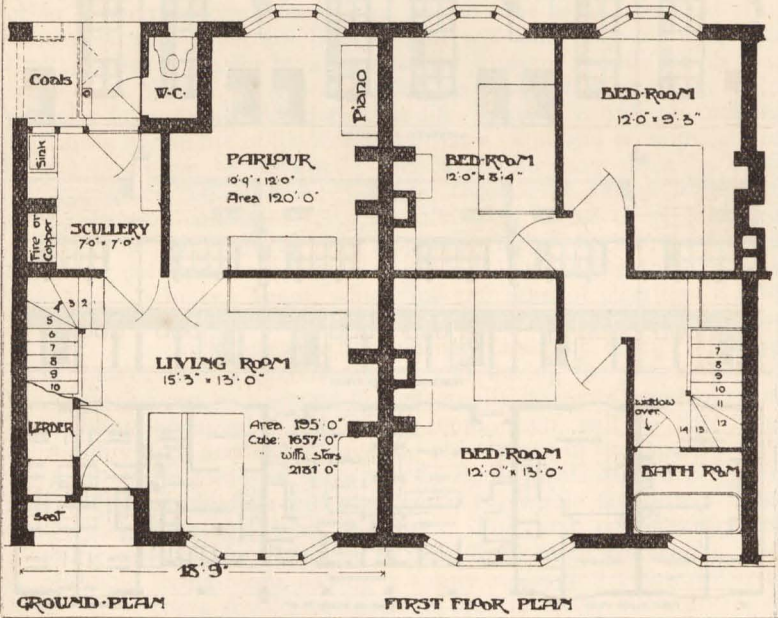 Coals
W·C·
Piano
Sink
PARLOUR
10'·9" × 12'·0"
Area 120'·0"
SCULLERY
7'·0" × 7'·0"
Fire or
Copper
2
3
4
5
6
7
8
9
10
LIVING ROOM
15'·3" × 13'·0"
Area 195'·0"
Cube 1657'·0"
" with stairs
2187'·0"
LARDER
Seat
18'·9"
GROUND·PLAN
BED·ROOM
12'·0" × 8'·4"
BED·ROOM
12'·0" × 9'·3"
BED·ROOM
12'·0" × 13'·0"
7
8
9
10
11
12
13
14
window
over
BATH RM
FIRST FLOOR PLAN